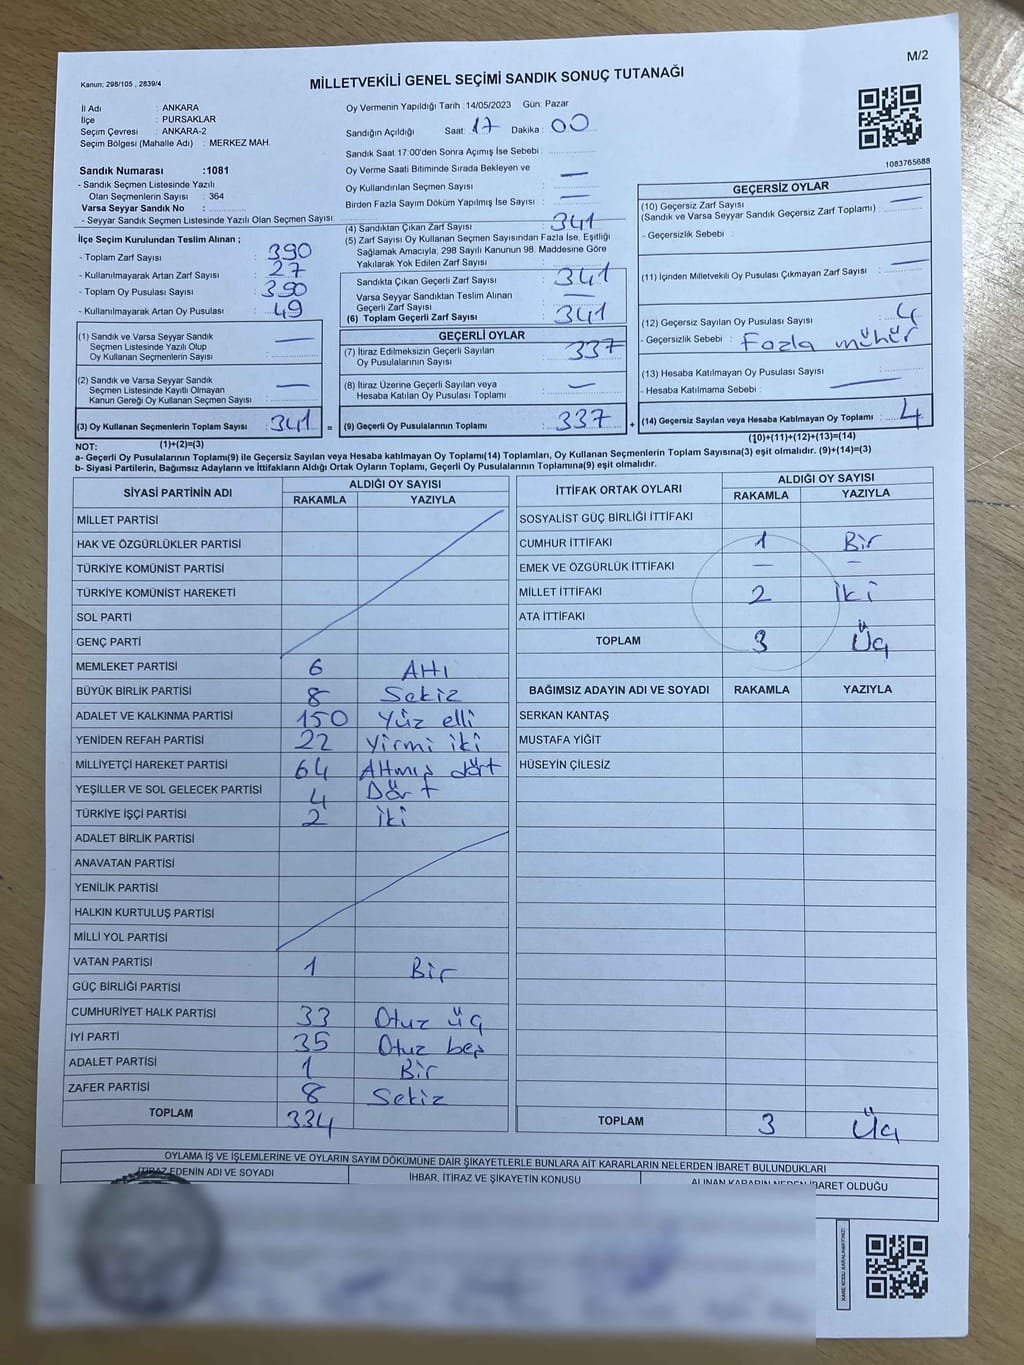 M/2
Kanun; 298/105 , 2839/4
MİLLETVEKİLİ GENEL SEÇİMİ SANDIK SONUÇ TUTANAĞI
İl Adı : ANKARA
İlçe : PURSAKLAR
Seçim Çevresi : ANKARA-2
Seçim Bölgesi (Mahalle Adı) : MERKEZ MAH.
Oy Vermenin Yapıldığı Tarih : 14/05/2023 Gün: Pazar
Sandığın Açıldığı Saat: 17 Dakika : 00
Sandık Saat 17:00'den Sonra Açımış İse Sebebi :
Oy Verme Saati Bitiminde Sırada Bekleyen ve
Oy Kullandırılan Seçmen Sayısı : —
Birden Fazla Sayım Döküm Yapılmış İse Sayısı : —
1083765688
Sandık Numarası :1081
- Sandık Seçmen Listesinde Yazılı
Olan Seçmenlerin Sayısı : 364
Varsa Seyyar Sandık No :
- Seyyar Sandık Seçmen Listesinde Yazılı Olan Seçmen Sayısı:
İlçe Seçim Kurulundan Teslim Alınan ;
- Toplam Zarf Sayısı : 390
- Kullanılmayarak Artan Zarf Sayısı : 27
- Toplam Oy Pusulası Sayısı : 390
- Kullanılmayarak Artan Oy Pusulası : 49
(1) Sandık ve Varsa Seyyar Sandık
Seçmen Listesinde Yazılı Olup
Oy Kullanan Seçmenlerin Sayısı : —
(2) Sandık ve Varsa Seyyar Sandık
Seçmen Listesinde Kayıtlı Olmayan
Kanun Gereği Oy Kullanan Seçmen Sayısı : —
(3) Oy Kullanan Seçmenlerin Toplam Sayısı : 341 =
(1)+(2)=(3)
(4) Sandıktan Çıkan Zarf Sayısı : 341
(5) Zarf Sayısı Oy Kullanan Seçmen Sayısından Fazla İse, Eşitliği
Sağlamak Amacıyla; 298 Sayılı Kanunun 98. Maddesine Göre
Yakılarak Yok Edilen Zarf Sayısı :
Sandıkta Çıkan Geçerli Zarf Sayısı : 341
Varsa Seyyar Sandıktan Teslim Alınan
Geçerli Zarf Sayısı : —
(6) Toplam Geçerli Zarf Sayısı : 341
GEÇERLİ OYLAR
(7) İtiraz Edilmeksizin Geçerli Sayılan
Oy Pusulalarının Sayısı : 337
(8) İtiraz Üzerine Geçerli Sayılan veya
Hesaba Katılan Oy Pusulası Toplamı : —
(9) Geçerli Oy Pusulalarının Toplamı : 337 +
GEÇERSİZ OYLAR
(10) Geçersiz Zarf Sayısı : —
(Sandık ve Varsa Seyyar Sandık Geçersiz Zarf Toplamı)
- Geçersizlik Sebebi :
(11) İçinden Milletvekili Oy Pusulası Çıkmayan Zarf Sayısı : —
(12) Geçersiz Sayılan Oy Pusulası Sayısı : 4
- Geçersizlik Sebebi : Fazla mühür
(13) Hesaba Katılmayan Oy Pusulası Sayısı :
- Hesaba Katılmama Sebebi : —
(14) Geçersiz Sayılan veya Hesaba Katılmayan Oy Toplamı : 4
(10)+(11)+(12)+(13)=(14)
NOT:
a- Geçerli Oy Pusulalarının Toplamı(9) ile Geçersiz Sayılan veya Hesaba katılmayan Oy Toplamı(14) Toplamları, Oy Kullanan Seçmenlerin Toplam Sayısına(3) eşit olmalıdır. (9)+(14)=(3)
b- Siyasi Partilerin, Bağımsız Adayların ve İttifakların Aldığı Ortak Oyların Toplamı, Geçerli Oy Pusulalarının Toplamına(9) eşit olmalıdır.
SİYASİ PARTİNİN ADI ALDIĞI OY SAYISI
RAKAMLA YAZIYLA
MİLLET PARTİSİ
HAK VE ÖZGÜRLÜKLER PARTİSİ
TÜRKİYE KOMÜNİST PARTİSİ
TÜRKİYE KOMÜNİST HAREKETİ
SOL PARTİ
GENÇ PARTİ
MEMLEKET PARTİSİ 6 Altı
BÜYÜK BİRLİK PARTİSİ 8 Sekiz
ADALET VE KALKINMA PARTİSİ 150 Yüz elli
YENİDEN REFAH PARTİSİ 22 Yirmi iki
MİLLİYETÇİ HAREKET PARTİSİ 64 Altmış dört
YEŞİLLER VE SOL GELECEK PARTİSİ 4 Dört
TÜRKİYE İŞÇİ PARTİSİ 2 İki
ADALET BİRLİK PARTİSİ
ANAVATAN PARTİSİ
YENİLİK PARTİSİ
HALKIN KURTULUŞ PARTİSİ
MİLLİ YOL PARTİSİ
VATAN PARTİSİ 1 Bir
GÜÇ BİRLİĞİ PARTİSİ
CUMHURİYET HALK PARTİSİ 33 Otuz üç
İYİ PARTİ 35 Otuz beş
ADALET PARTİSİ 1 Bir
ZAFER PARTİSİ 8 Sekiz
TOPLAM 334
İTTİFAK ORTAK OYLARI ALDIĞI OY SAYISI
RAKAMLA YAZIYLA
SOSYALİST GÜÇ BİRLİĞİ İTTİFAKI
CUMHUR İTTİFAKI 1 Bir
EMEK VE ÖZGÜRLÜK İTTİFAKI — —
MİLLET İTTİFAKI 2 İki
ATA İTTİFAKI
TOPLAM 3 Üç
BAĞIMSIZ ADAYIN ADI VE SOYADI RAKAMLA YAZIYLA
SERKAN KANTAŞ
MUSTAFA YİĞİT
HÜSEYİN ÇİLESİZ
TOPLAM 3 Üç
OYLAMA İŞ VE İŞLEMLERİNE VE OYLARIN SAYIM DÖKÜMÜNE DAİR ŞİKAYETLERLE BUNLARA AİT KARARLARIN NELERDEN İBARET BULUNDUKLARI
İTİRAZ EDENİN ADI VE SOYADI İHBAR, İTİRAZ VE ŞİKAYETİN KONUSU ALINAN KARARIN NEDEN İBARET OLDUĞU